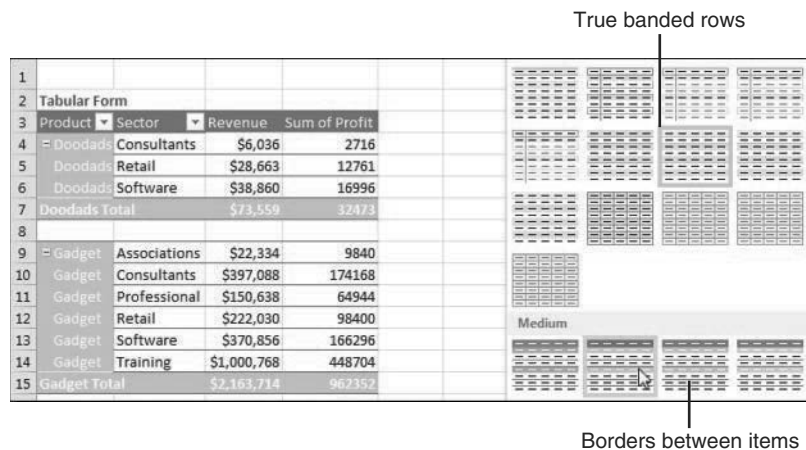 True banded rows
1
2 Tabular Form
3 Product Sector Revenue Sum of Profit
4 Doodads Consultants $6,036 2716
5 Doodads Retail $28,663 12761
6 Doodads Software $38,860 16996
7 Doodads Total $73,559 32473
8
9 Gadget Associations $22,334 9840
10 Gadget Consultants $397,088 174168
11 Gadget Professional $150,638 64944
12 Gadget Retail $222,030 98400
Medium
13 Gadget Software $370,856 166296
14 Gadget Training $1,000,768 448704
15 Gadget Total $2,163,714 962352
Borders between items